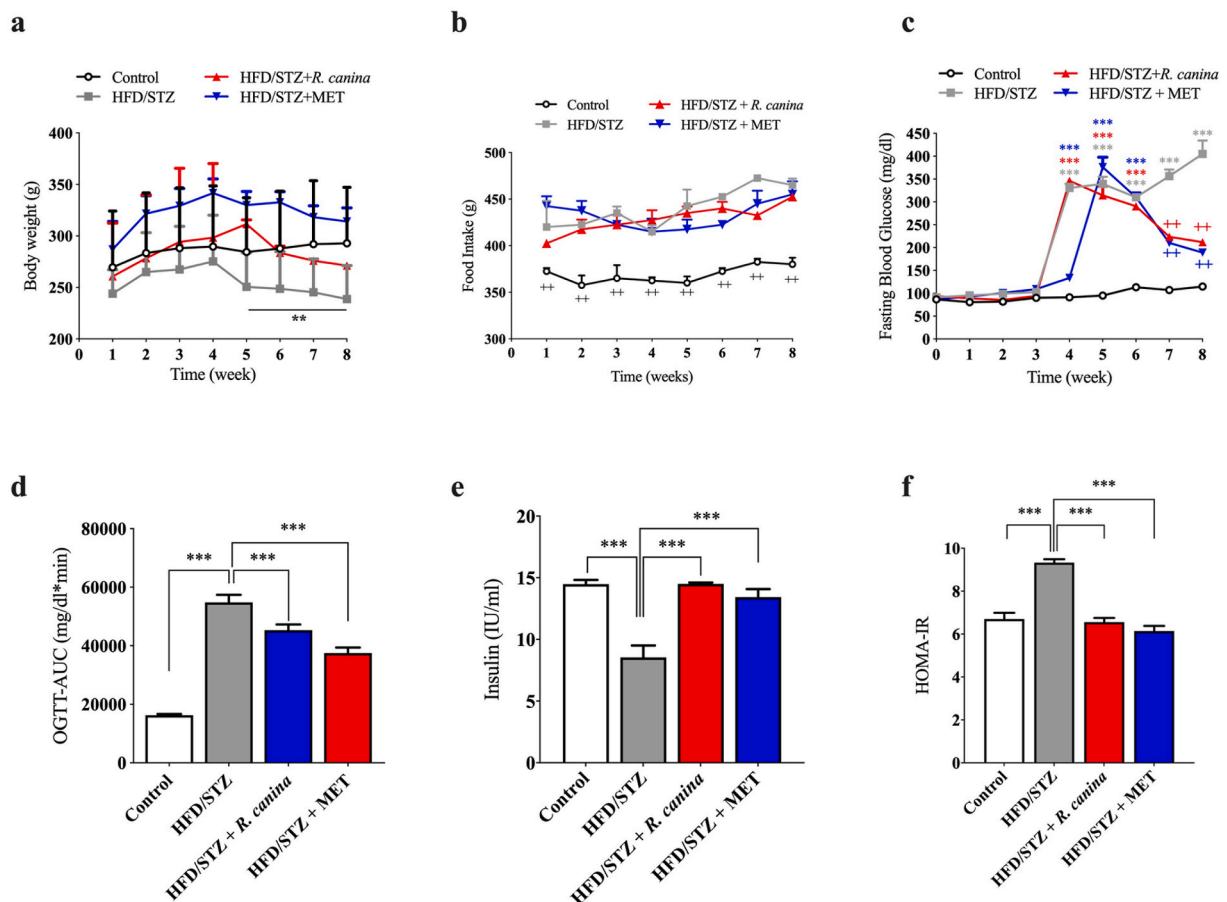 a
Control
HFD/STZ+R. canina
HFD/STZ
HFD/STZ+MET
350
300
250
200
Body weight (g)
**
0 1 2 3 4 5 6 7 8
Time (week)
b
Control
HFD/STZ + R. canina
HFD/STZ
HFD/STZ + MET
500
450
400
350
300
Food Intake (g)
++ ++ ++ ++ ++ ++ ++ ++
0 1 2 3 4 5 6 7 8
Time (weeks)
c
Control
HFD/STZ+R. canina
HFD/STZ
HFD/STZ + MET
450
400
350
300
250
200
150
100
50
0
Fasting Blood Glucose (mg/dl)
*** *** ***
*** *** ***
*** *** *** *** ***
++ ++
++ ++
0 1 2 3 4 5 6 7 8
Time (week)
d
80000
60000
40000
20000
0
OGTT-AUC (mg/dl*min)
***
*** ***
Control
HFD/STZ
HFD/STZ + R. canina
HFD/STZ + MET
e
20
15
10
5
0
Insulin (IU/ml)
***
*** ***
Control
HFD/STZ
HFD/STZ + R. canina
HFD/STZ + MET
f
10
8
6
4
2
0
HOMA-IR
***
*** ***
Control
HFD/STZ
HFD/STZ + R. canina
HFD/STZ + MET